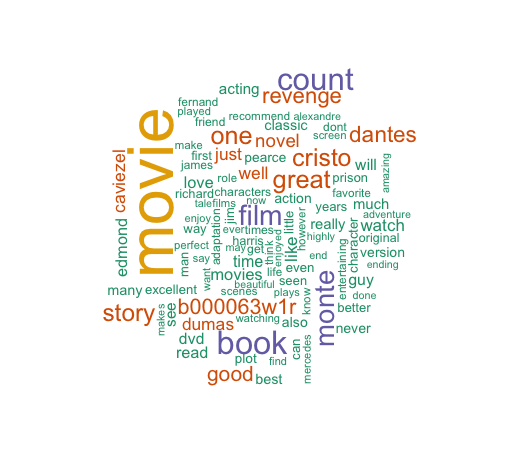 count
acting
revenge
fernand
played
recommend alexandre
friend
classic
dont
one
novel
screen
dantes
make
first
just
pearce
cristo
will
james
well
prison
amazing
love
role
great
richard
characters
action
favorite
talefilms
now
years
much
caviezel
movie
enjoy
jim
film
little
however
really
adventure
watch
way
adaptation
evertimes
highly
character
original
edmond
perfect
man
say
harris
may
get
think
enjoyed
like
end
version
entertaining
ending
time
movies
life
even
guy
want
beautiful
seen
many
excellent
scenes
plays
know
monte
done
story
makes
see
b000063w1r
better
dumas
watching
also
never
dvd
book
can
mercedes
read
plot
find
good
best